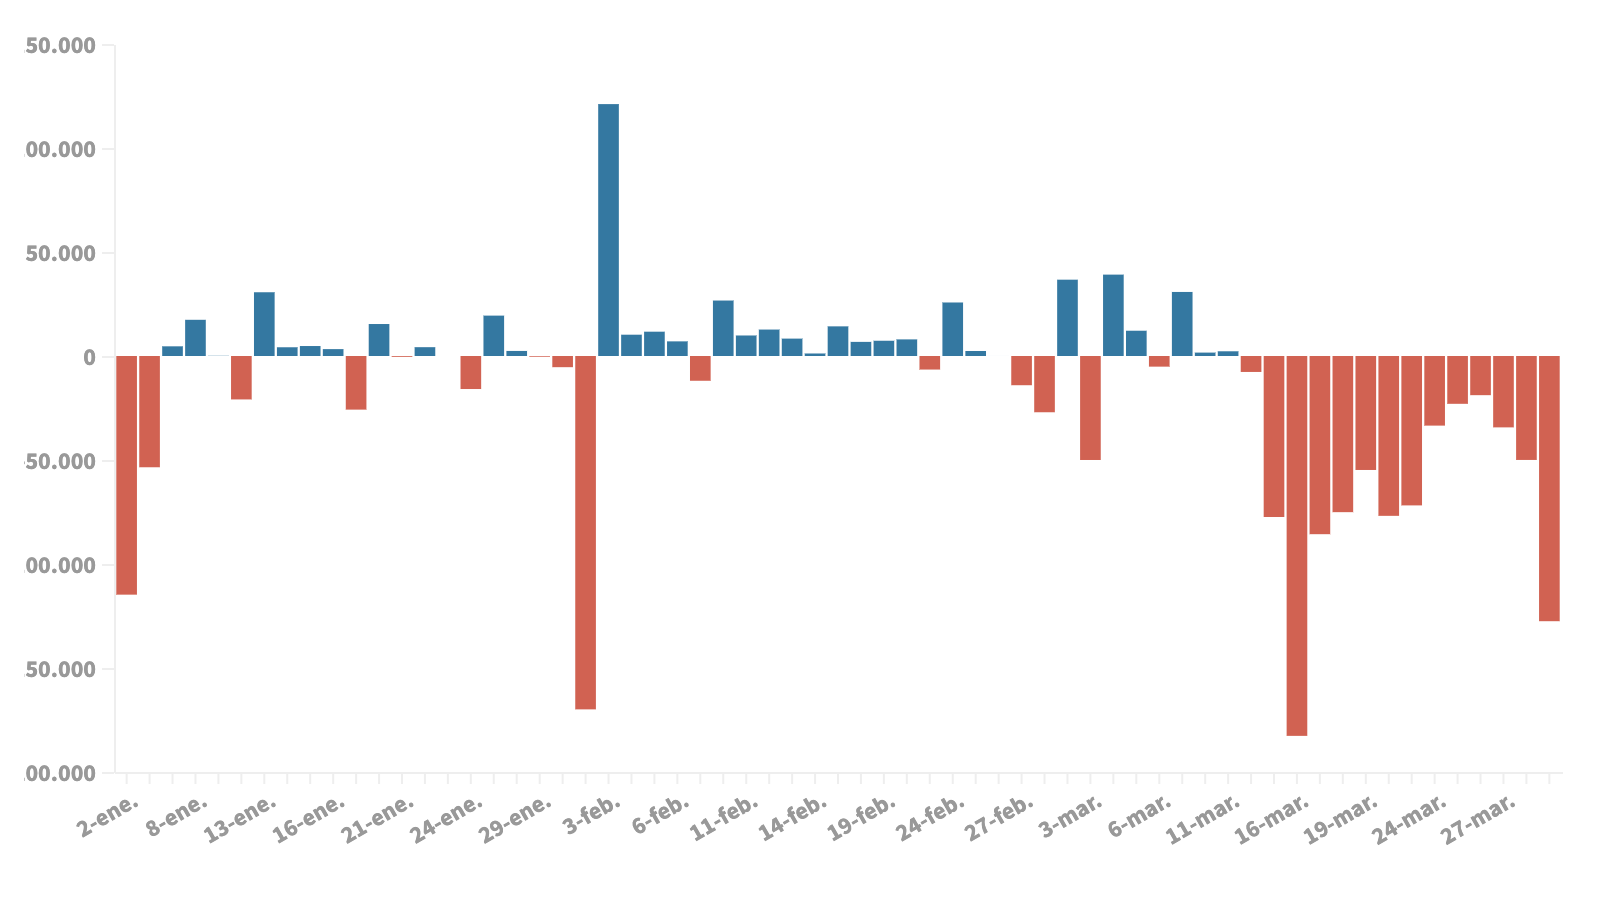 50.000
00.000
50.000
0
50.000
00.000
50.000
00.000
2-ene.
8-ene.
13-ene.
16-ene.
21-ene.
24-ene.
29-ene.
3-feb.
6-feb.
11-feb.
14-feb.
19-feb.
24-feb.
27-feb.
3-mar.
6-mar.
11-mar.
16-mar.
19-mar.
24-mar.
27-mar.